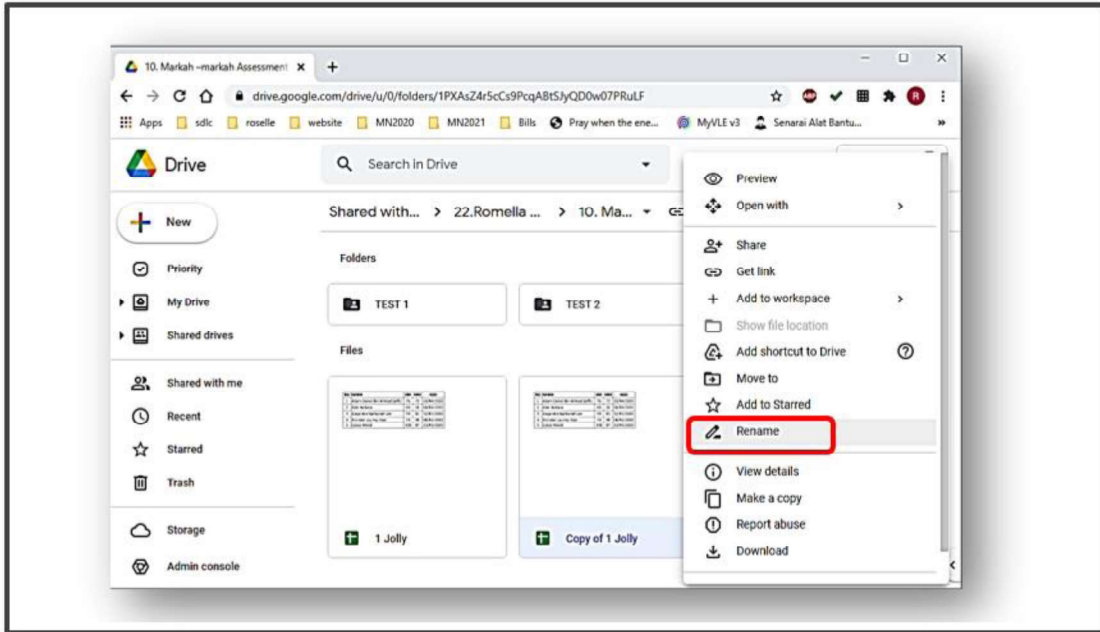 10. Markah –markah Assessment
drive.google.com/drive/u/0/folders/1PXAsZ4r5cCs9PcqA8tSJyQD0w07PRuLF
ABP
R
Apps sdlc roselle website MN2020 MN2021 Bills Pray when the ene... MyVLE v3 Senarai Alat Bantu... »
Drive
Search in Drive
New
Priority
My Drive
Shared drives
Shared with me
Recent
Starred
Trash
Storage
Admin console
Shared with... > 22.Romella ... > 10. Ma...
Folders
TEST 1
TEST 2
Files
1 Jolly
Copy of 1 Jolly
Preview
Open with
Share
Get link
Add to workspace
Show file location
Add shortcut to Drive
Move to
Add to Starred
Rename
View details
Make a copy
Report abuse
Download